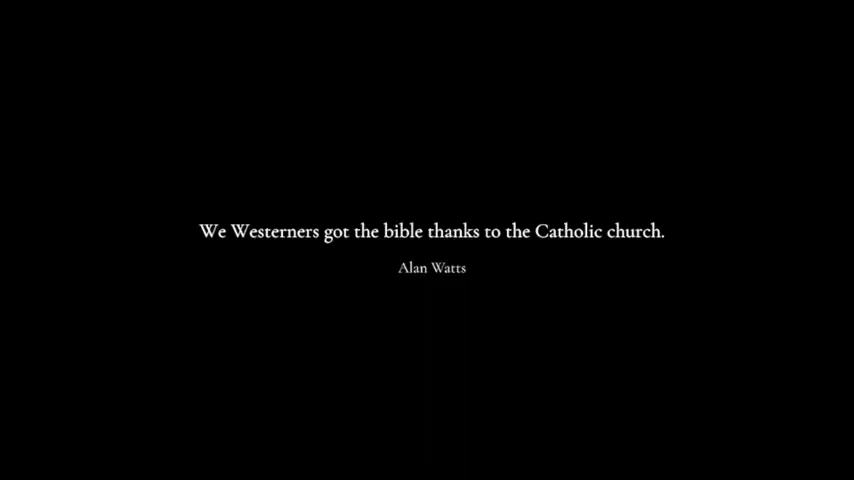 We Westerners got the bible thanks to the Catholic church.
Alan Watts